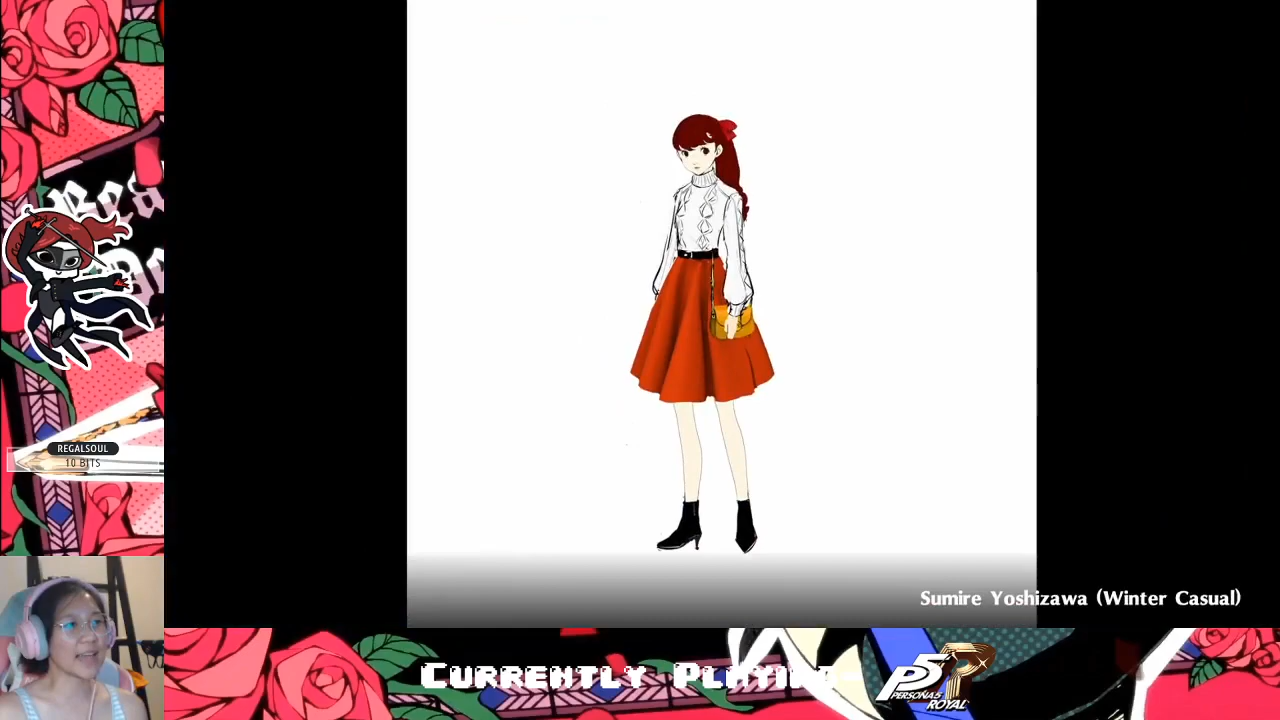 REGALSOUL
10 BITS
Sumire Yoshizawa (Winter Casual)
Currently Playing
P5R
PERSONA5
ROYAL